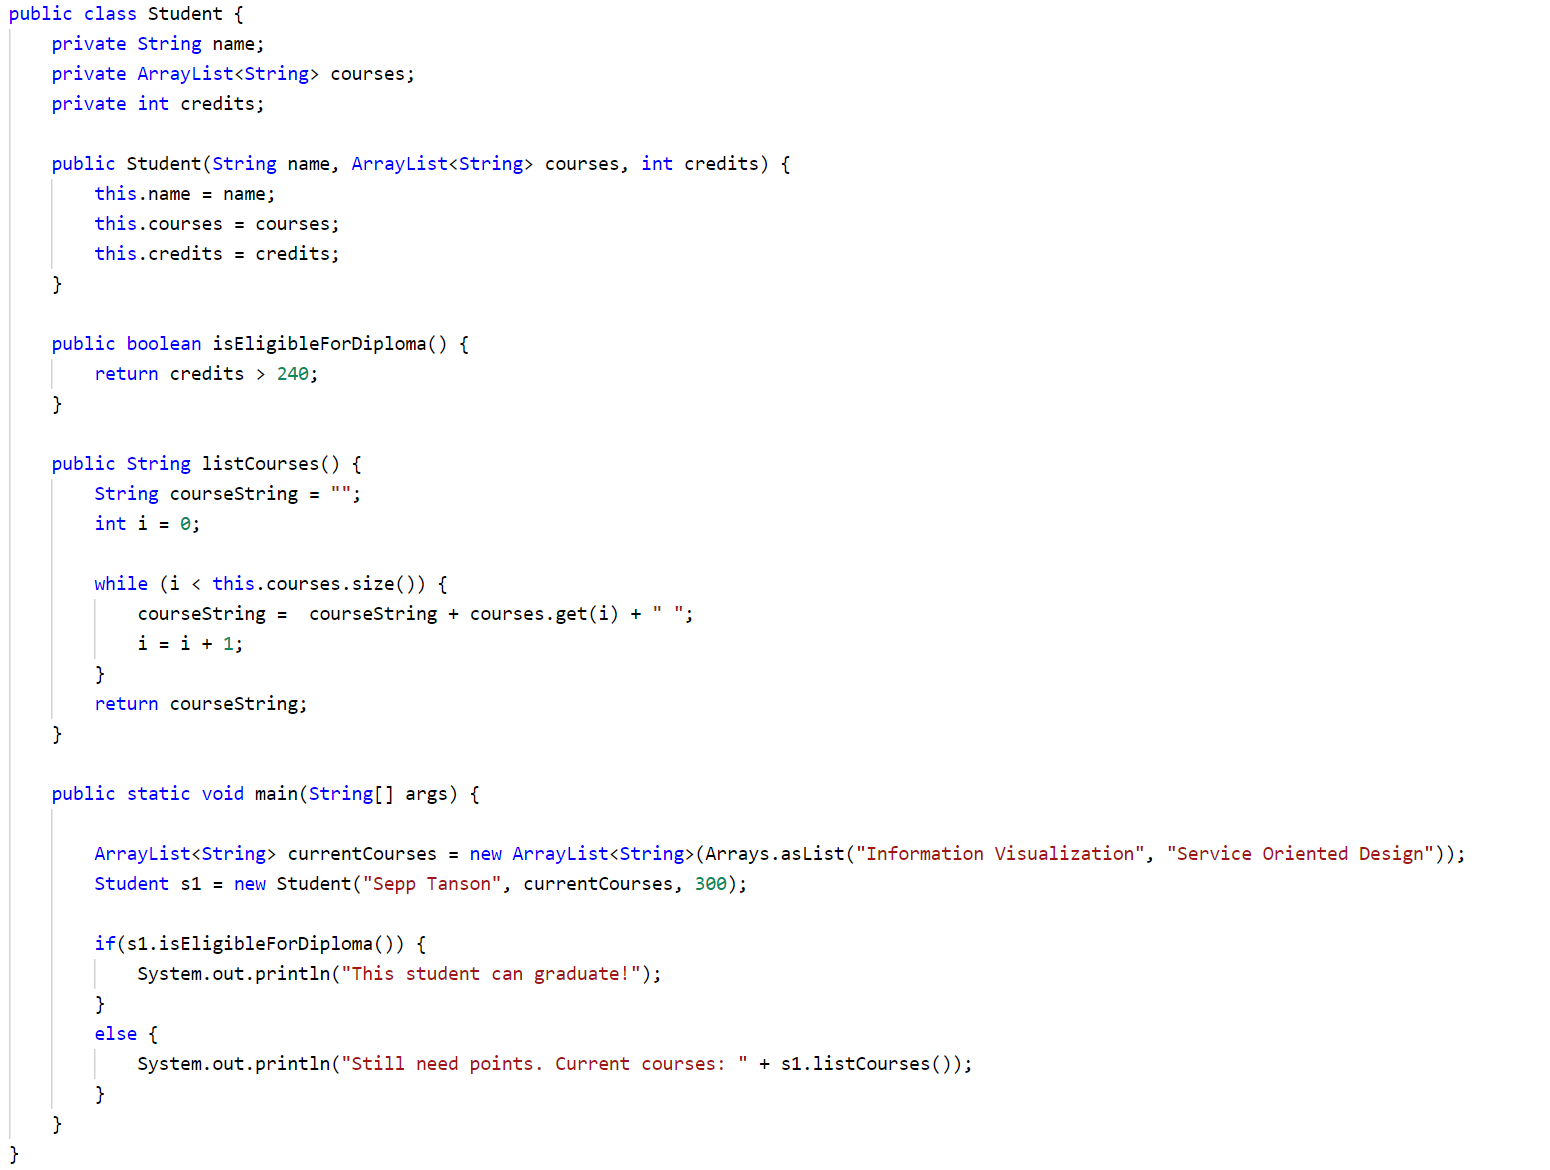 public class Student {
    private String name;
    private ArrayList<String> courses;
    private int credits;

    public Student(String name, ArrayList<String> courses, int credits) {
        this.name = name;
        this.courses = courses;
        this.credits = credits;
    }

    public boolean isEligibleForDiploma() {
        return credits > 240;
    }

    public String listCourses() {
        String courseString = "";
        int i = 0;

        while (i < this.courses.size()) {
            courseString =  courseString + courses.get(i) + " ";
            i = i + 1;
        }
        return courseString;
    }

    public static void main(String[] args) {

        ArrayList<String> currentCourses = new ArrayList<String>(Arrays.asList("Information Visualization", "Service Oriented Design"));
        Student s1 = new Student("Sepp Tanson", currentCourses, 300);

        if(s1.isEligibleForDiploma()) {
            System.out.println("This student can graduate!");
        }
        else {
            System.out.println("Still need points. Current courses: " + s1.listCourses());
        }
    }
}